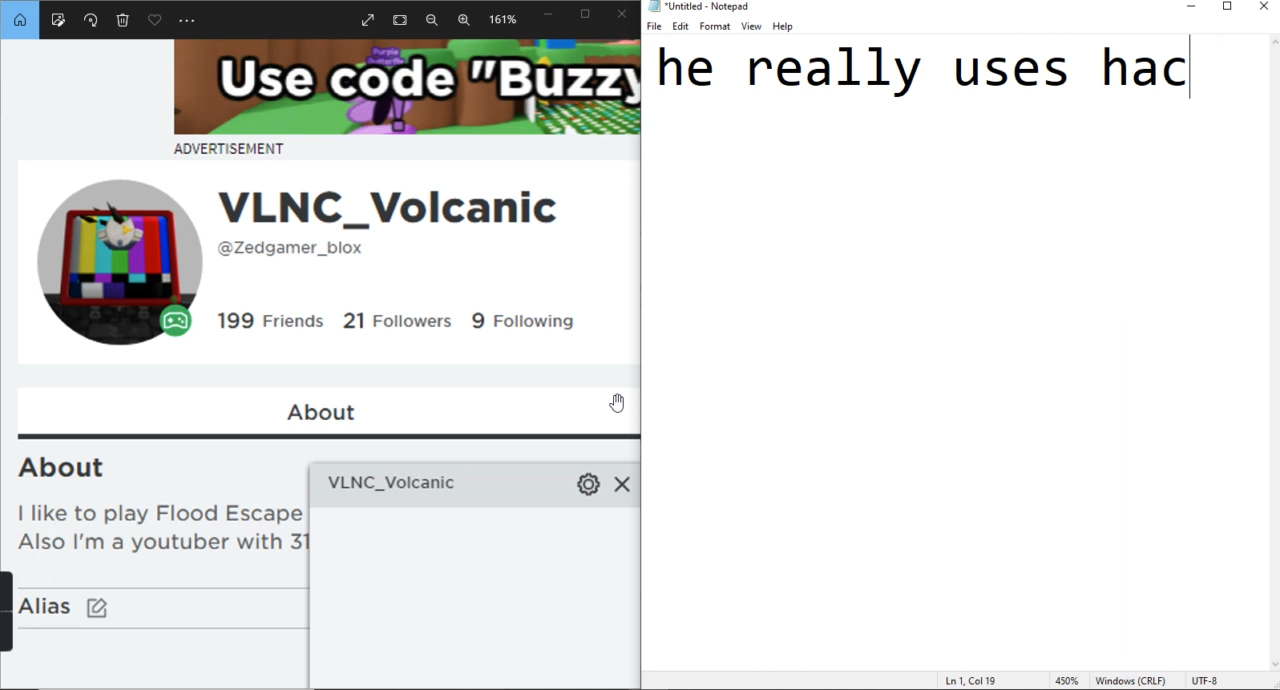 161%
Purple
Use code "Buzzy
ADVERTISEMENT
VLNC_Volcanic
@Zedgamer_blox
199 Friends 21 Followers 9 Following
About
About
I like to play Flood Escape
Also I'm a youtuber with 31
Alias
VLNC_Volcanic
*Untitled - Notepad
File Edit Format View Help
he really uses hac
Ln 1, Col 19 450% Windows (CRLF) UTF-8